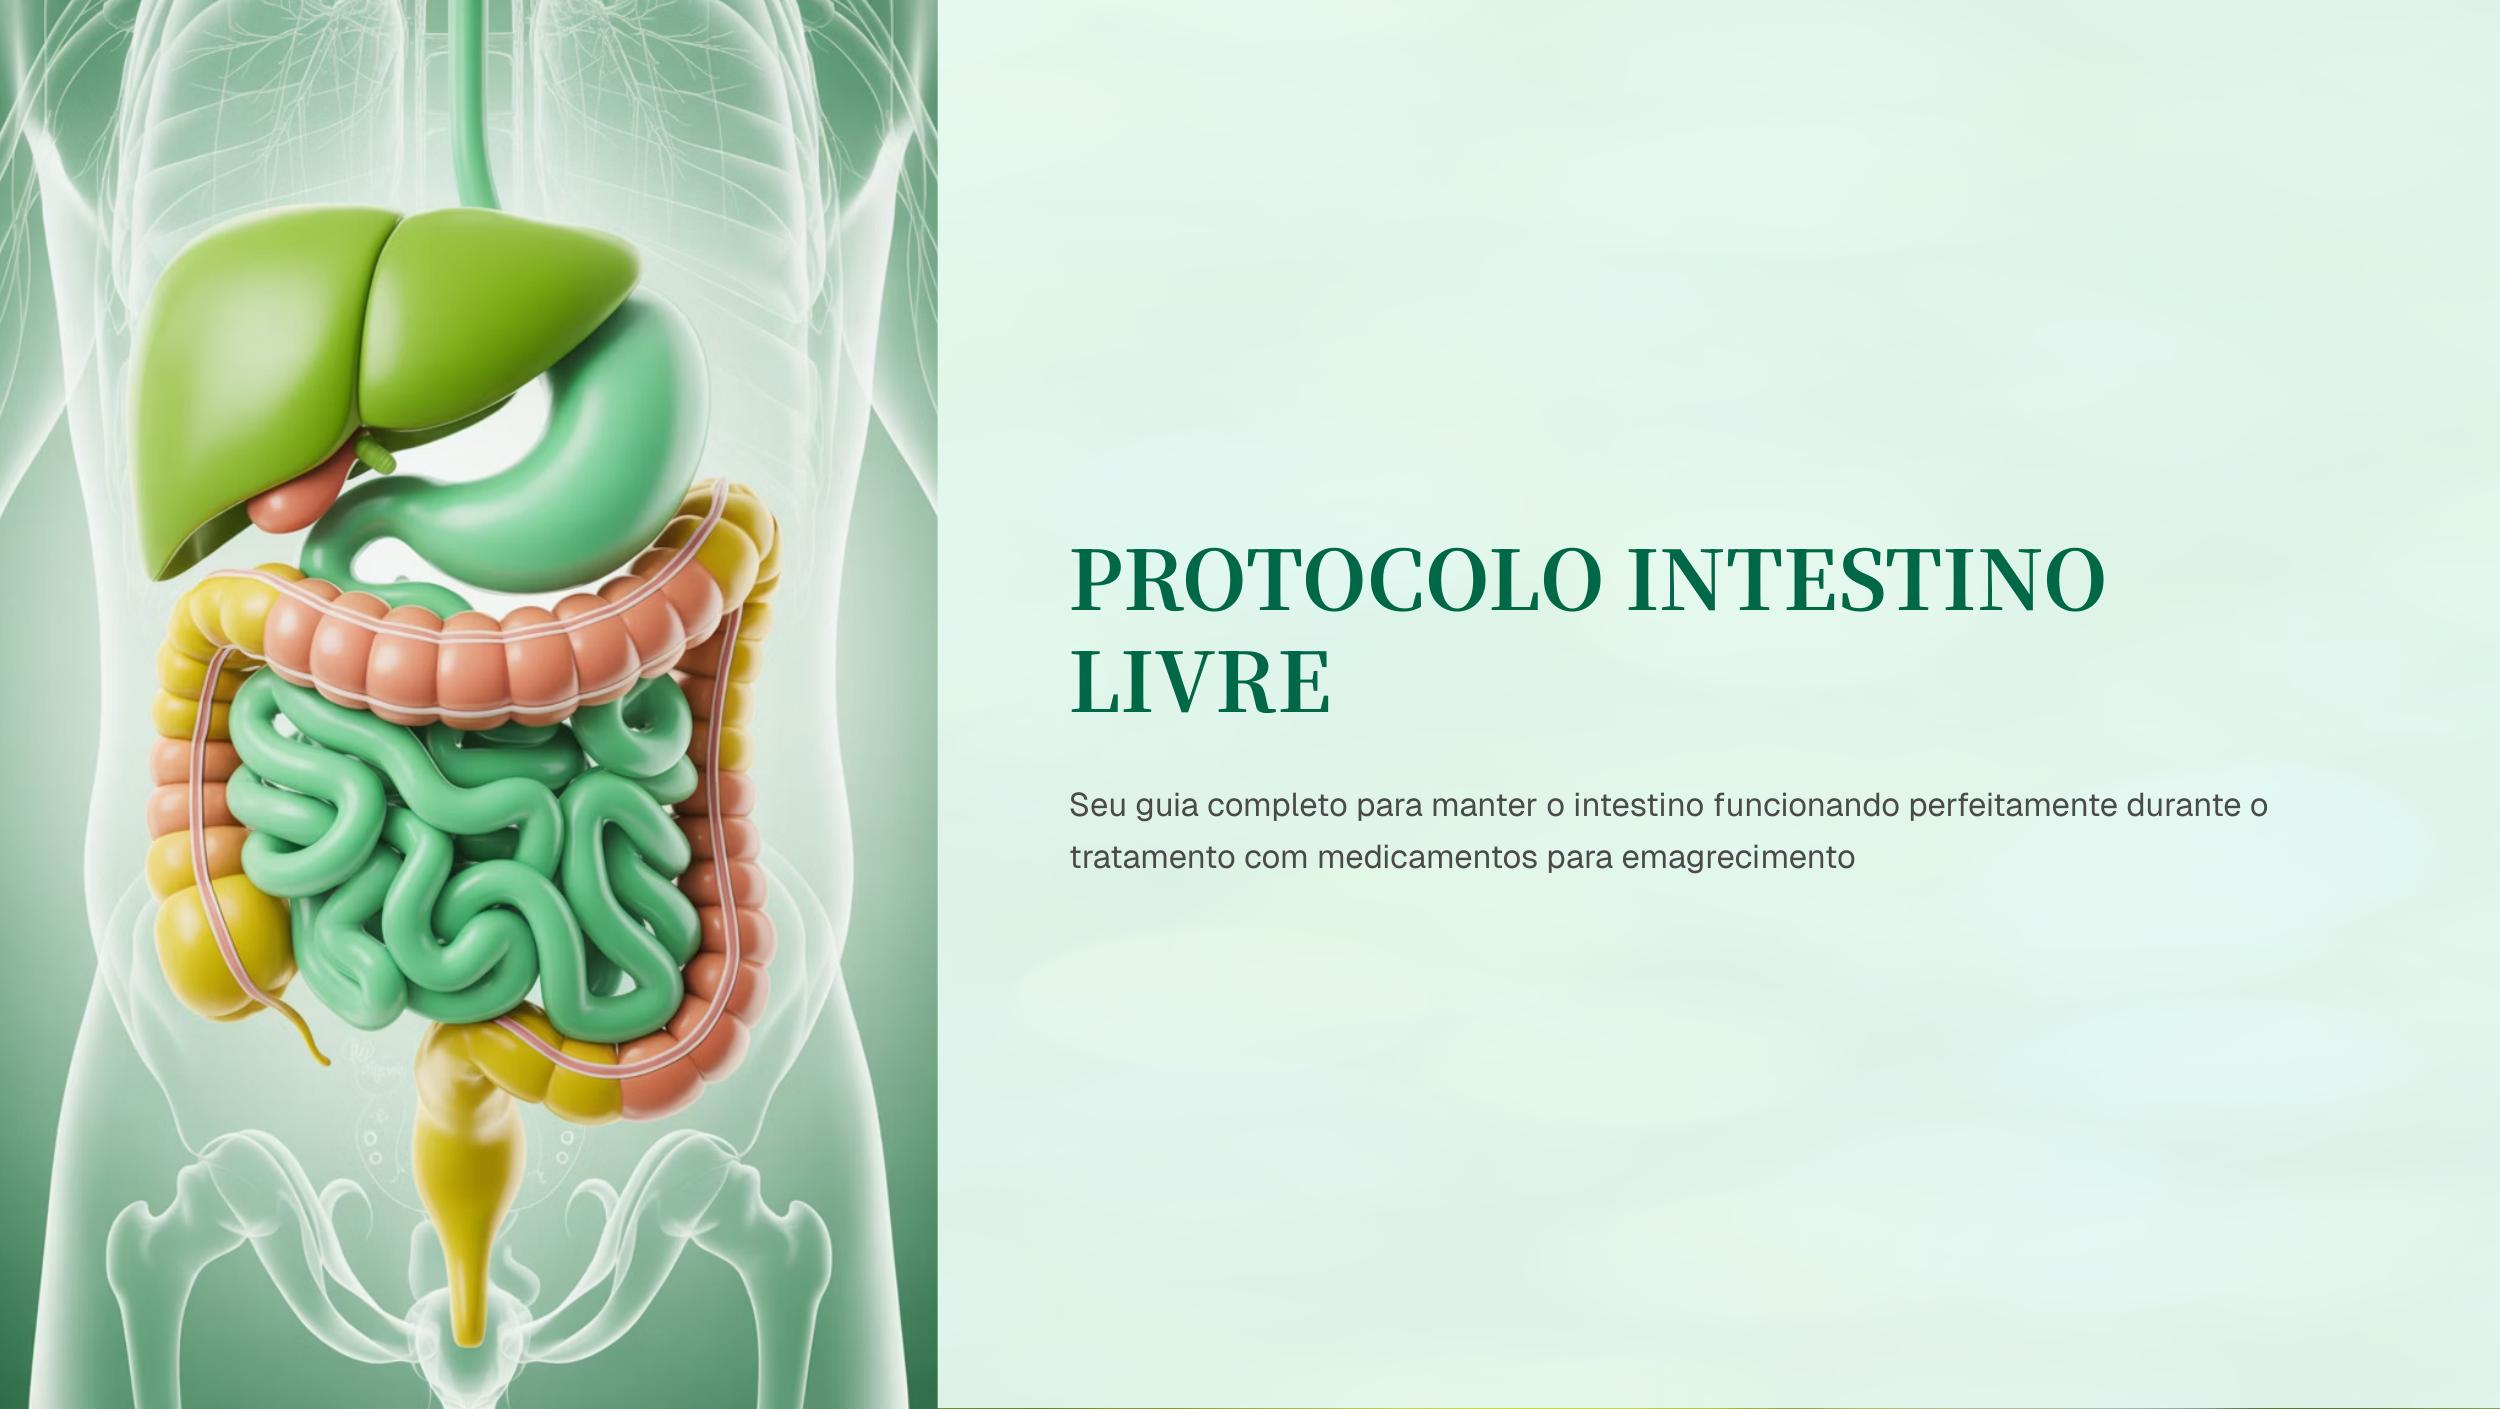 PROTOCOLO INTESTINO
LIVRE
Seu guia completo para manter o intestino funcionando perfeitamente durante o
tratamento com medicamentos para emagrecimento